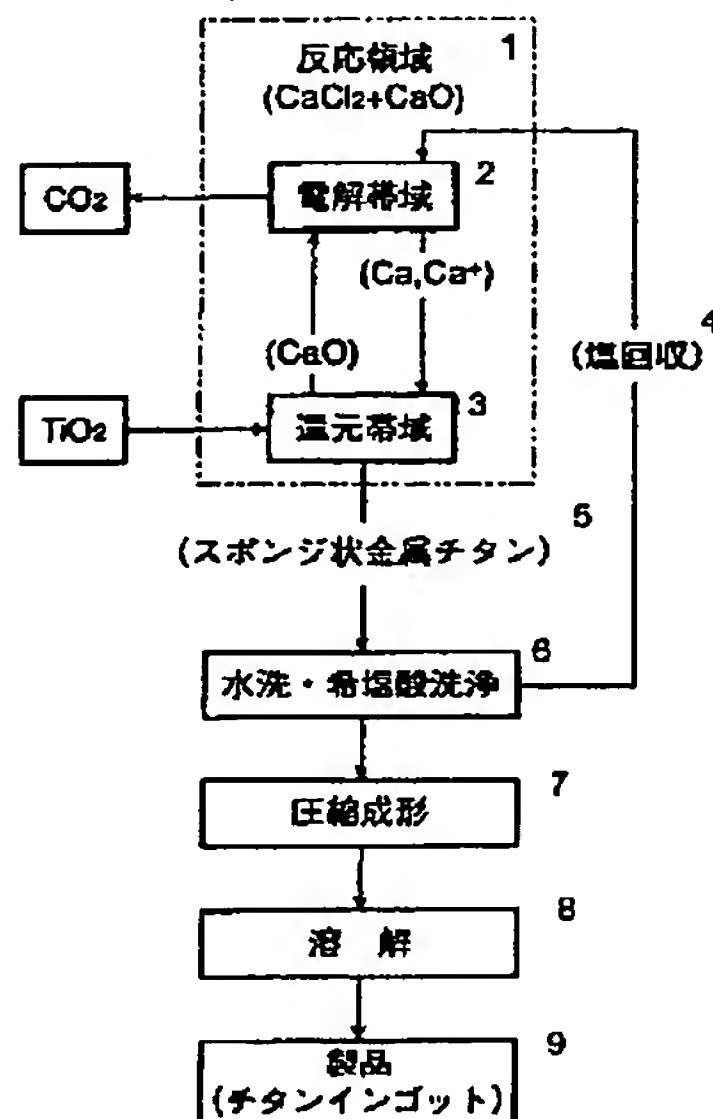 1
反応領域
(CaCl₂+CaO)
2
CO₂
電解帯域
(Ca,Ca⁺)
4
(CaO)
(塩回収)
3
TiO₂
還元帯域
5
(スポンジ状金属チタン)
6
水洗・希塩酸洗浄
7
圧縮成形
8
溶 解
9
製品
(チタンインゴット)